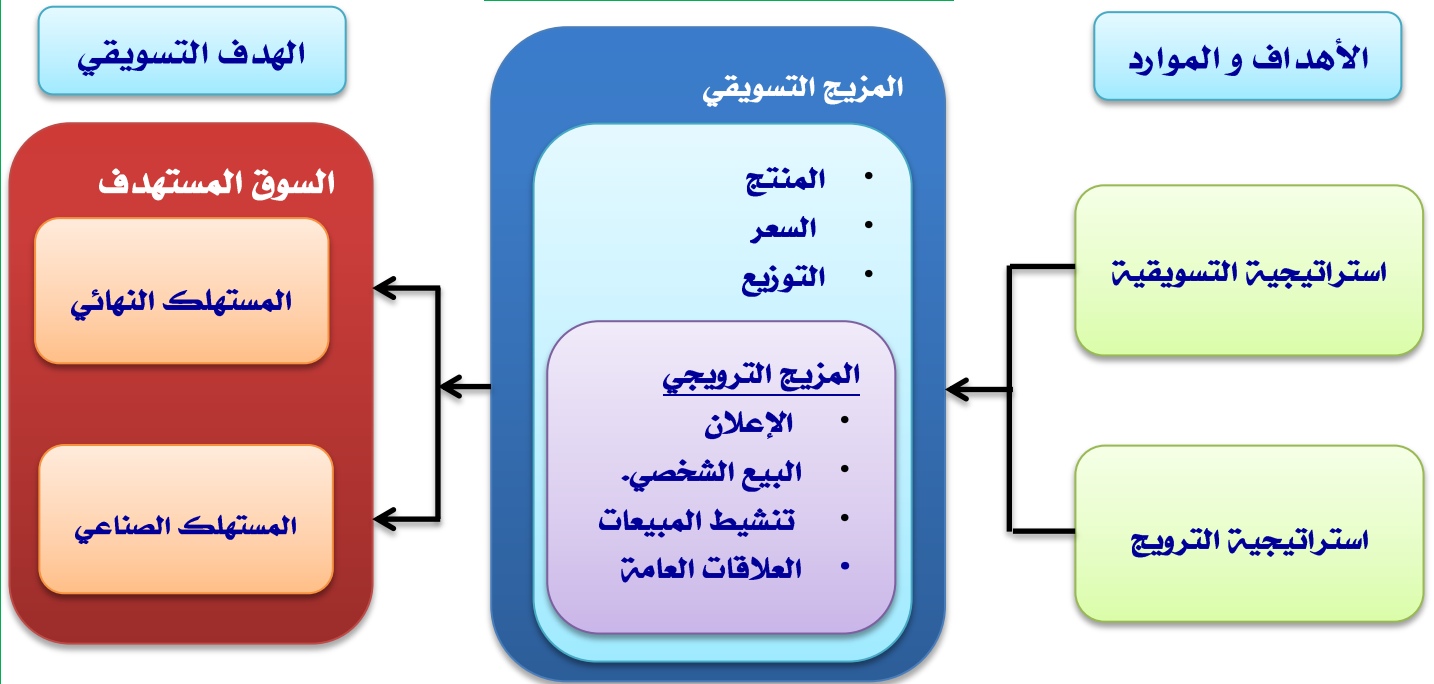 الأهداف و الموارد
استراتيجية التسويقية
استراتيجية الترويج
المزيج التسويقي
• المنتج
• السعر
• التوزيع
المزيج الترويجي
• الإعلان
• البيع الشخصي.
• تنشيط المبيعات
• العلاقات العامة
الهدف التسويقي
السوق المستهدف
المستهلك النهائي
المستهلك الصناعي